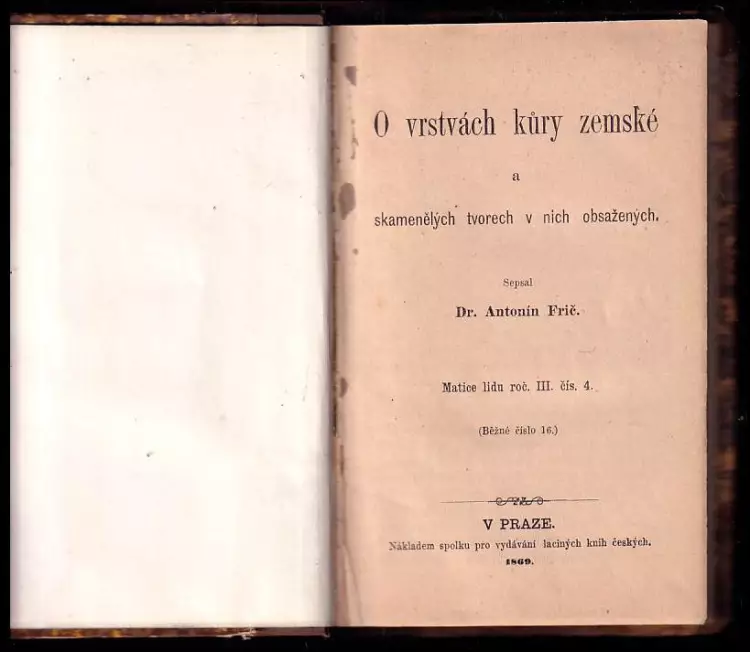 O vrstvách kůry zemské
a
skamenělých tvorech v nich obsažených.
Sepsal
Dr. Antonín Frič.
Matice lidu roč. III. čís. 4.
(Běžné číslo 16.)
V PRAZE.
Nákladem spolku pro vydávání laciných knih českých.
1869.